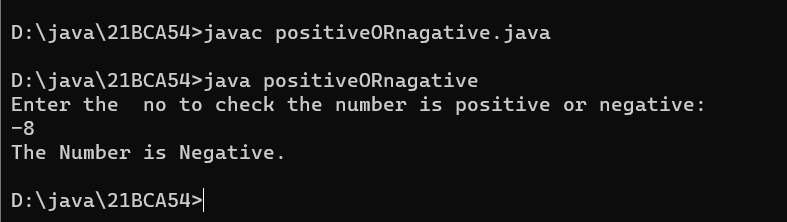 D:\java\21BCA54>javac positiveORnagative.java
D:\java\21BCA54>java positiveORnagative
Enter the  no to check the number is positive or negative:
-8
The Number is Negative.
D:\java\21BCA54>